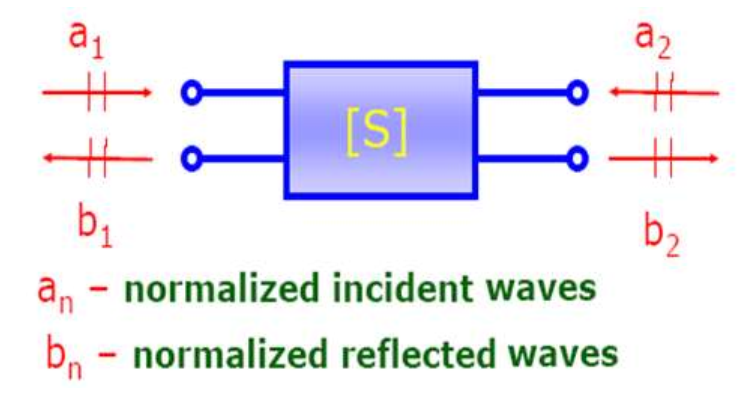 a₁ a₂
[S]
b₁ b₂
aₙ – normalized incident waves
bₙ – normalized reflected waves